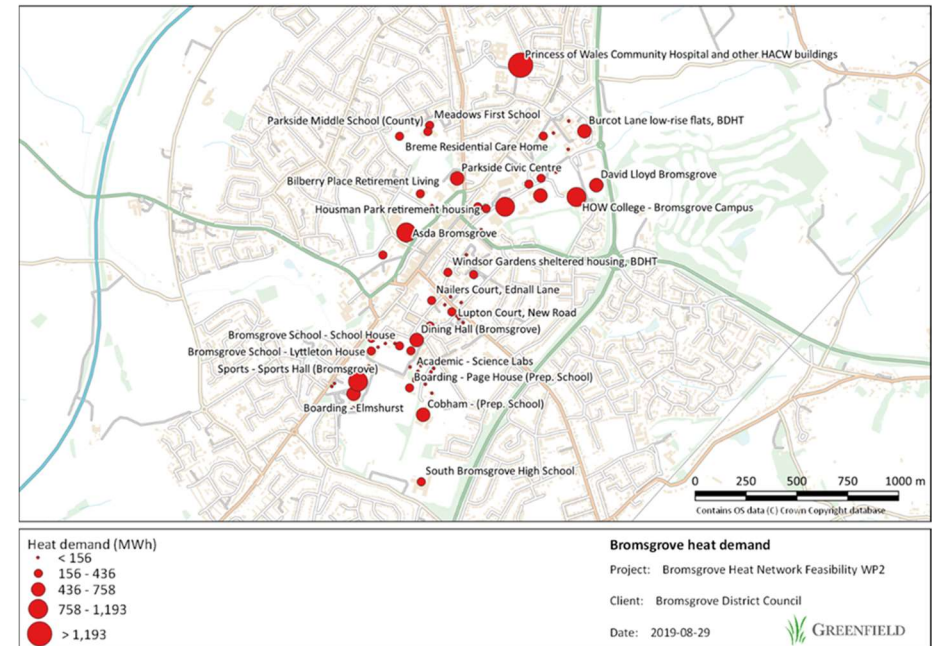 Princess of Wales Community Hospital and other HACW buildings
Meadows First School
Parkside Middle School (County)
Burcot Lane low-rise flats, BDHT
Breme Residential Care Home
Parkside Civic Centre
David Lloyd Bromsgrove
Bilberry Place Retirement Living
Housman Park retirement housing
HOW College - Bromsgrove Campus
Asda Bromsgrove
Windsor Gardens sheltered housing, BDHT
Nailers Court, Ednall Lane
Lupton Court, New Road
Dining Hall (Bromsgrove)
Bromsgrove School - School House
Bromsgrove School - Lyttleton House
Academic - Science Labs
Sports - Sports Hall (Bromsgrove)
Boarding - Page House (Prep. School)
Boarding - Elmshurst
Cobham - (Prep. School)
South Bromsgrove High School
0 250 500 750 1000 m
Contains OS data (C) Crown Copyright database
Heat demand (MWh)
< 156
156 - 436
436 - 758
758 - 1,193
> 1,193
Bromsgrove heat demand
Project: Bromsgrove Heat Network Feasibility WP2
Client: Bromsgrove District Council
Date: 2019-08-29
GREENFIELD